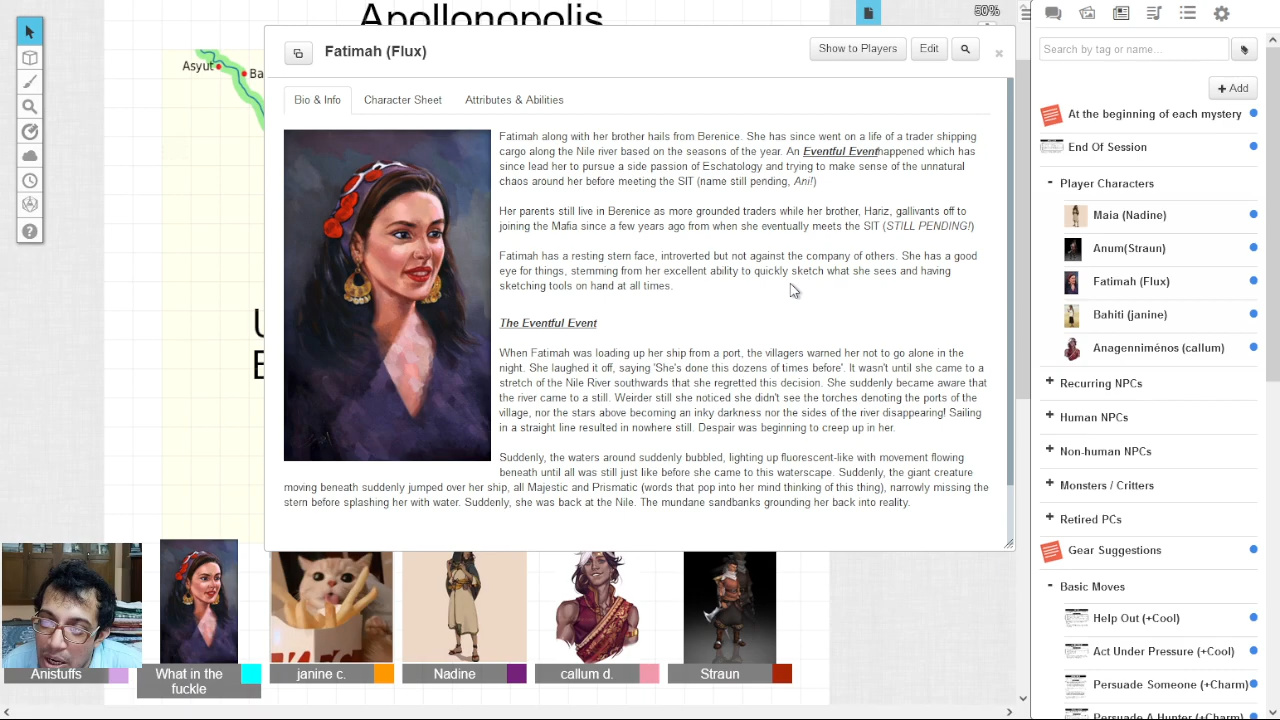 Apollonopolis
80%
Asyut
Ba
Fatimah (Flux)
Show to Players
Edit
Bio & Info
Character Sheet
Attributes & Abilities
Fatimah along with her brother hails from Berenice. She has since went on a life of a trader shipping
cargo along the Nile river based on the seasons of the year. An Eventful Eventhappened which has
since lead her to pursue a side passion of Eschatology and trying to make sense of the unnatural
chaos around her before meeting the SIT (name still pending, Ani!)
Her parents still live in Berenice as more grounded traders while her brother, Hariz, gallivants off to
joining the Mafia since a few years ago from when she eventually meets the SIT (STILL PENDING!)
Fatimah has a resting stern face, introverted but not against the company of others. She has a good
eye for things, stemming from her excellent ability to quickly sketch what she sees and having
sketching tools on hand at all times.
The Eventful Event
When Fatimah was loading up her ship from a port, the villagers warned her not to go alone in the
night. She laughed it off, saying 'She's done this dozens of times before'. It wasn't until she came to a
stretch of the Nile River southwards that she regretted this decision. She suddenly became aware that
the river came to a still. Weirder still she noticed she didn't see the torches denoting the ports of the
village, nor the stars above becoming an inky darkness nor the sides of the river disappearing! Sailing
in a straight line resulted in nowhere still. Despair was beginning to creep up in her.
Suddenly, the waters around suddenly bubbled, lighting up fluorescent-like with movement flowing
beneath until all was still just like before she came to this waterscape. Suddenly, the giant creature
moving beneath suddenly jumped over her ship, all Majestic and Prismatic (words that pop into her mind thinking of this thing), narrowly missing the
stern before splashing her with water. Suddenly, she was back at the Nile. The mundane sandbanks grounding her back into reality.
U
E
Anistuffs
What in the
fuckle
janine c.
Nadine
callum d.
Straun
Search by tag or name...
+ Add
At the beginning of each mystery
End Of Session
- Player Characters
Saia (Nadine)
Anum(Straun)
Fatimah (Flux)
Bahiti (janine)
Anagenniménos (callum)
+ Recurring NPCs
+ Human NPCs
+ Non-human NPCs
+ Monsters / Critters
+ Retired PCs
Gear Suggestions
- Basic Moves
Help Out (+Cool)
Act Under Pressure (+Cool)
Persuade Someone (+Charm)
Persuade A Hunter (+Charm)